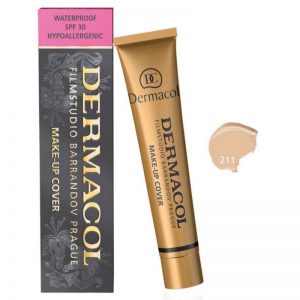 WATERPROOF
SPF 30
HYPOALLERGENIC
DERMACOL
FILMSTUDIO BARRANDOV PRAGUE
MAKE-UP COVER
DC
Dermacol
DERMACOL
FILMSTUDIO BARRANDOV PRAGUE
MAKE-UP COVER
211